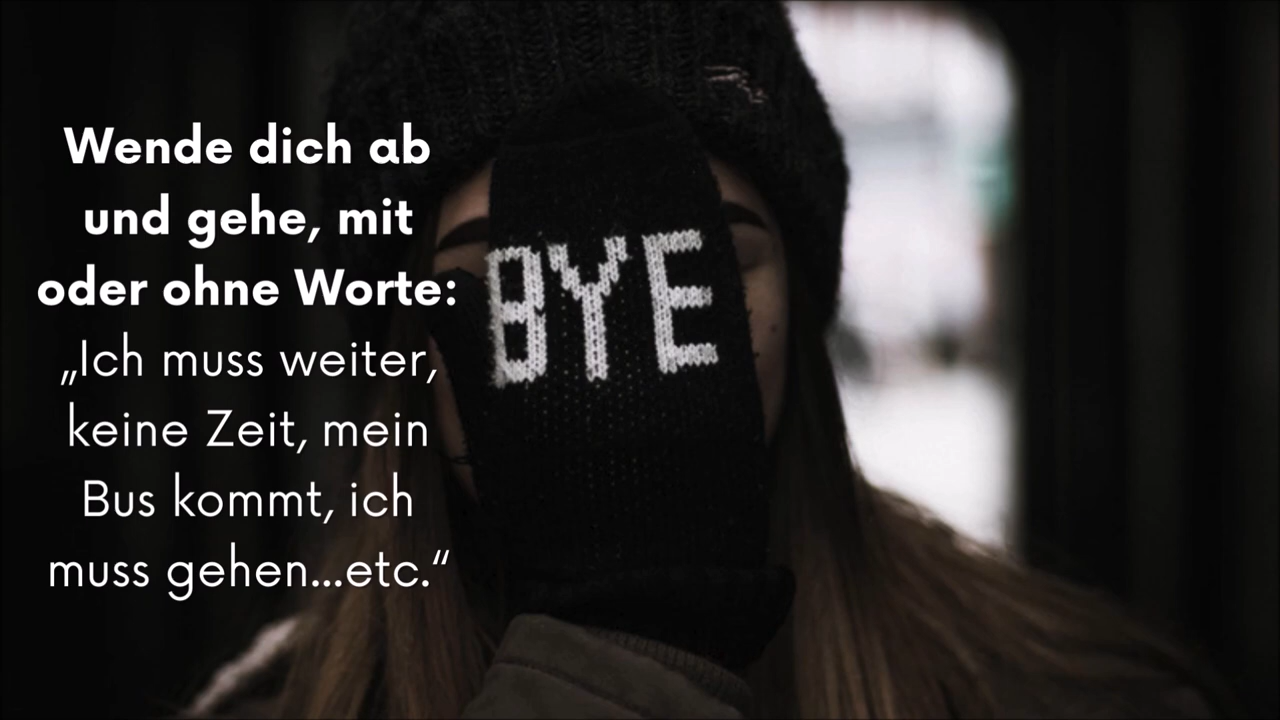 Wende dich ab
und gehe, mit
oder ohne Worte:
„Ich muss weiter,
keine Zeit, mein
Bus kommt, ich
muss gehen...etc.“
BYE